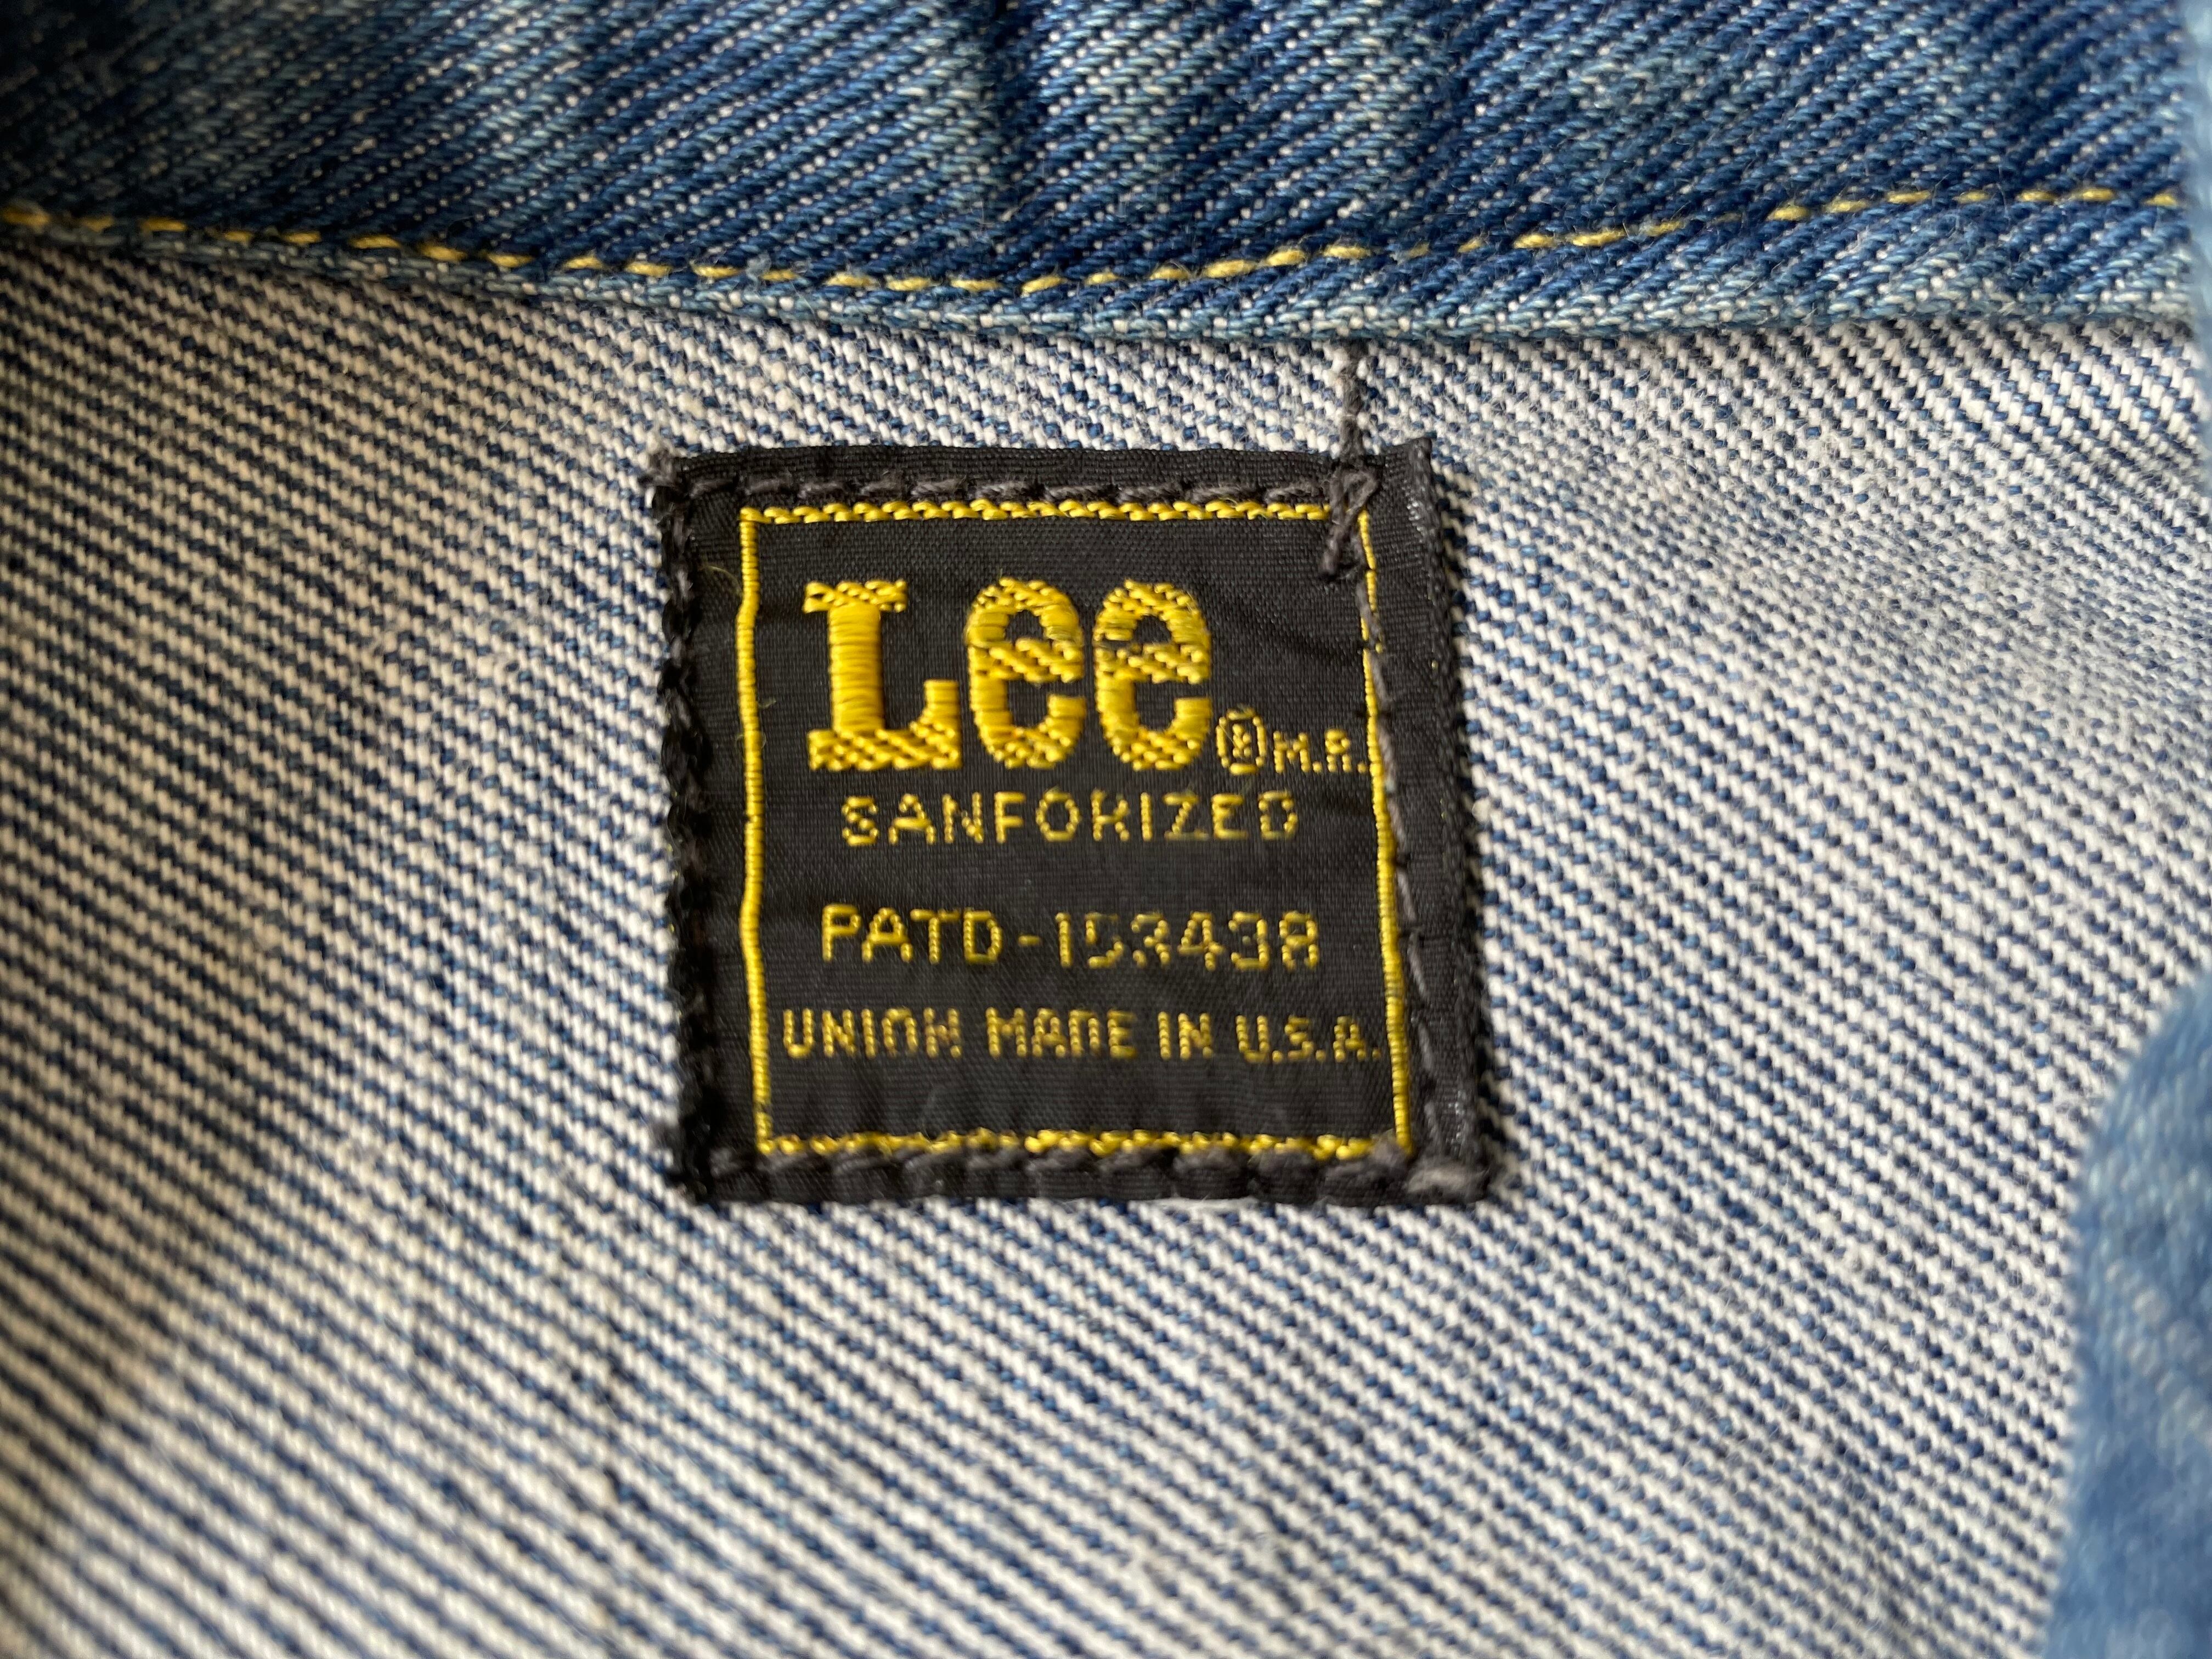 Lee ® M.R.
SANFORIZED
PATD-153438
UNION MADE IN U.S.A.